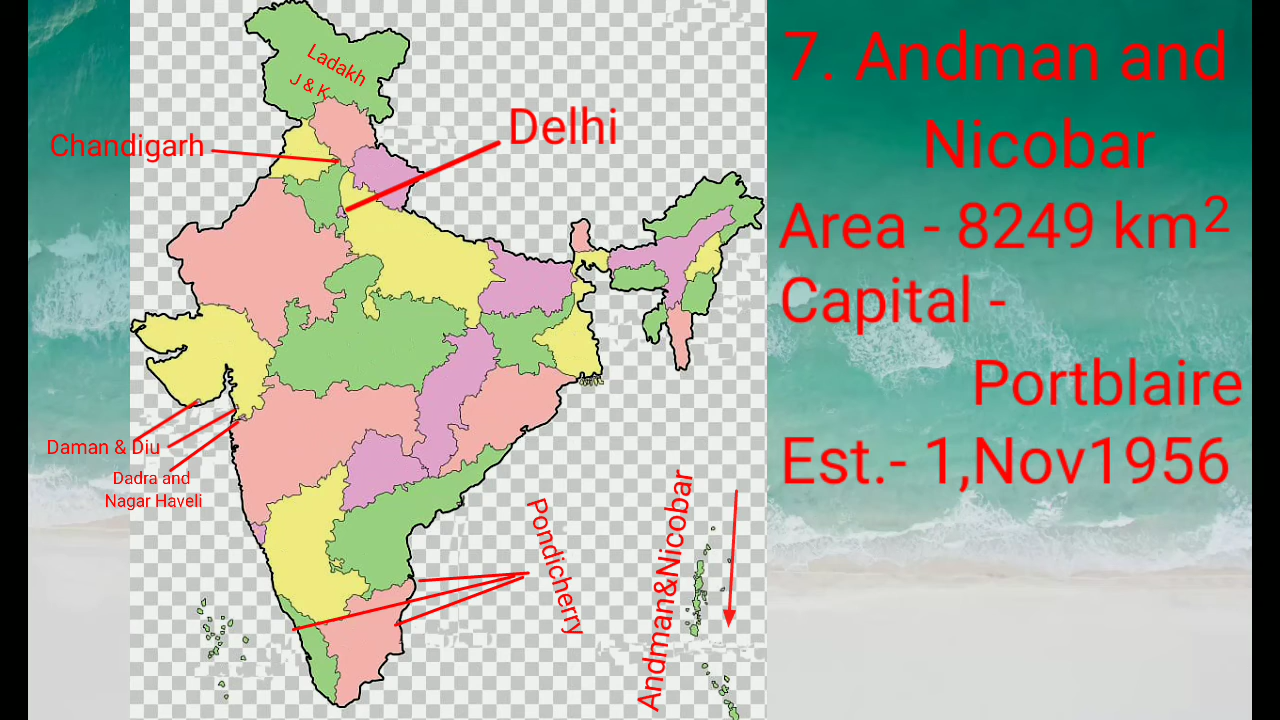 Ladakh
J & K
Chandigarh
Delhi
Daman & Diu
Dadra and
Nagar Haveli
Pondicherry
Andman&Nicobar
7. Andman and
Nicobar
Area - 8249 km²
Capital -
Portblaire
Est.- 1,Nov1956